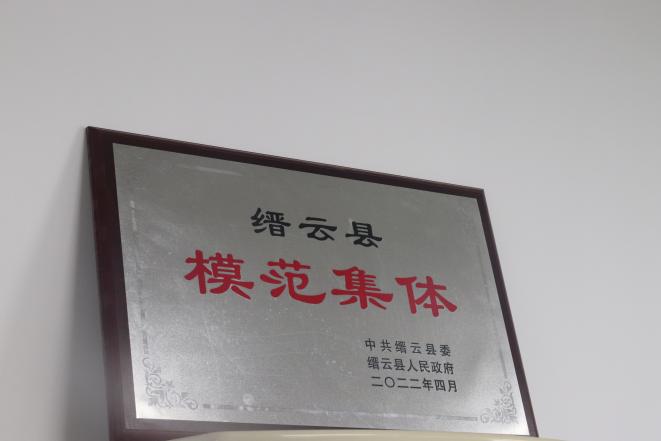 缙云县
模范集体
中共缙云县委
缙云县人民政府
二〇二二年四月